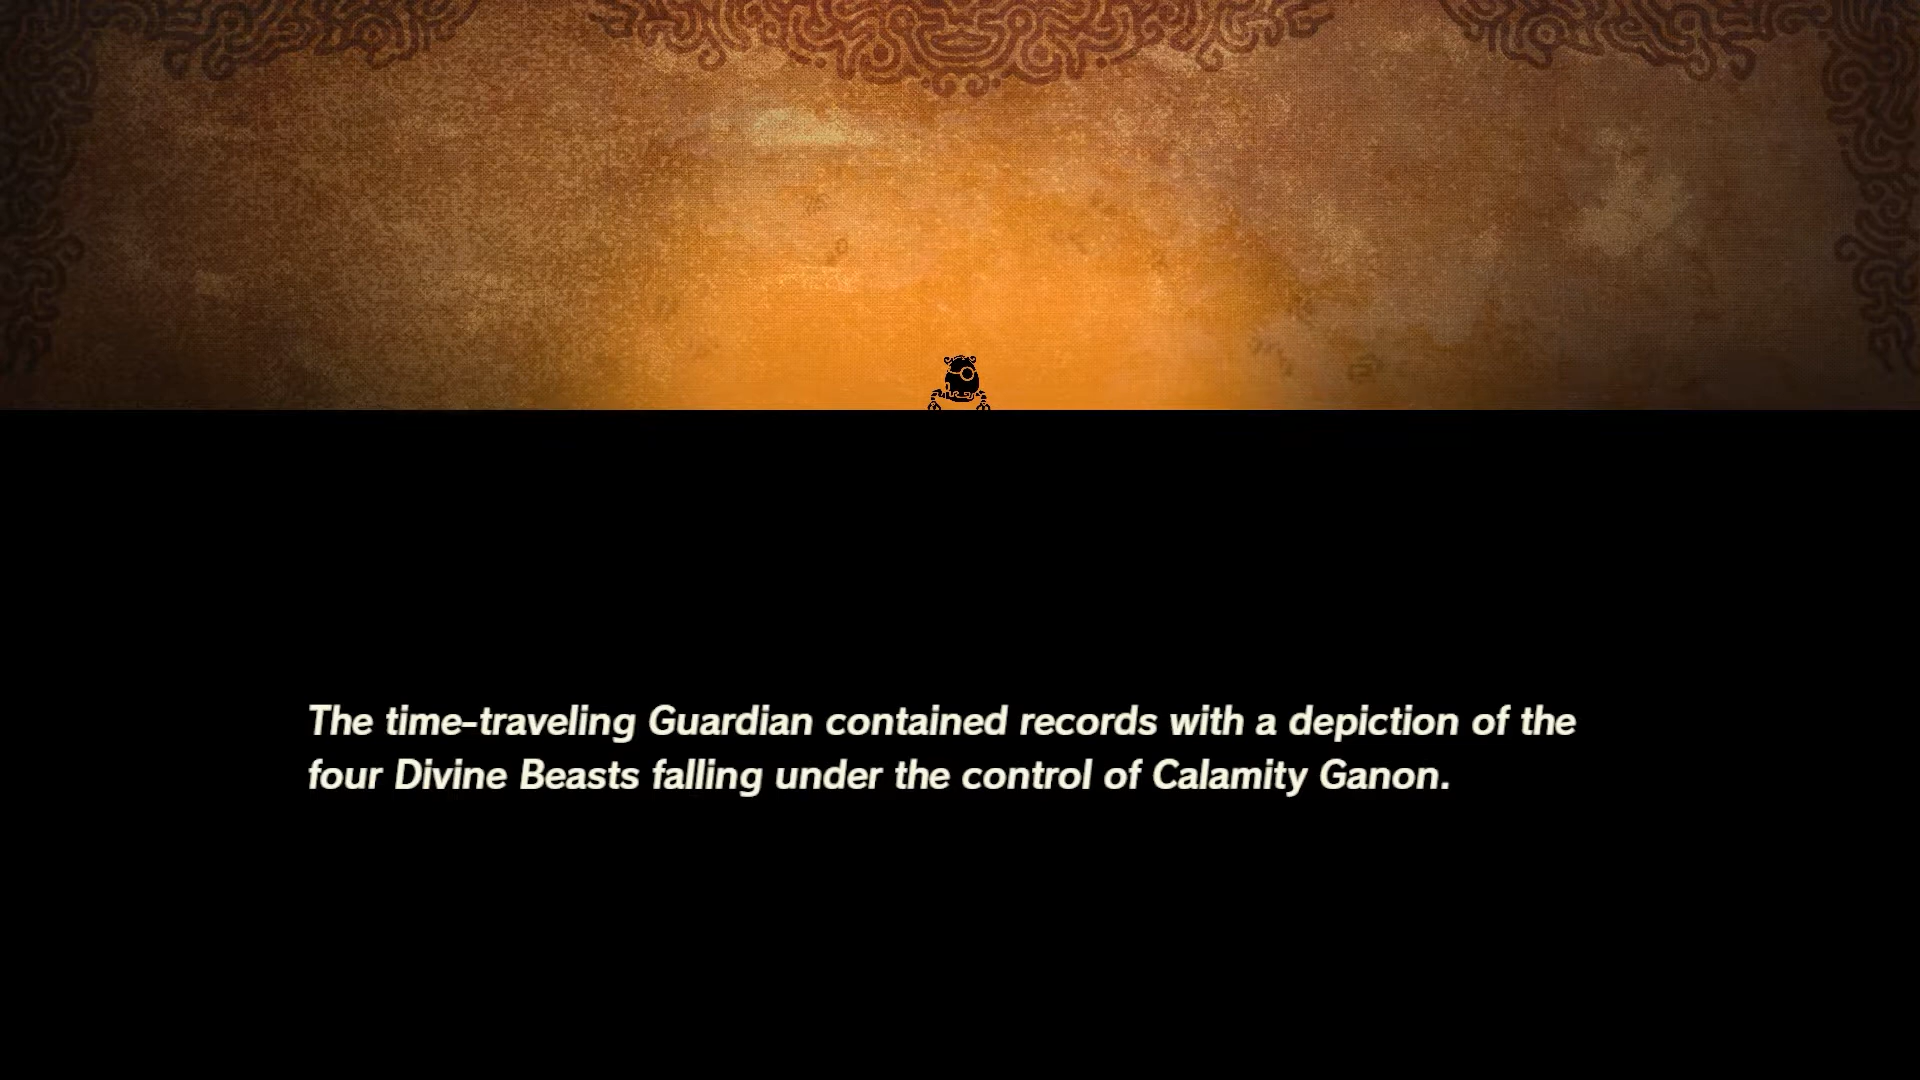 The time-traveling Guardian contained records with a depiction of the
four Divine Beasts falling under the control of Calamity Ganon.